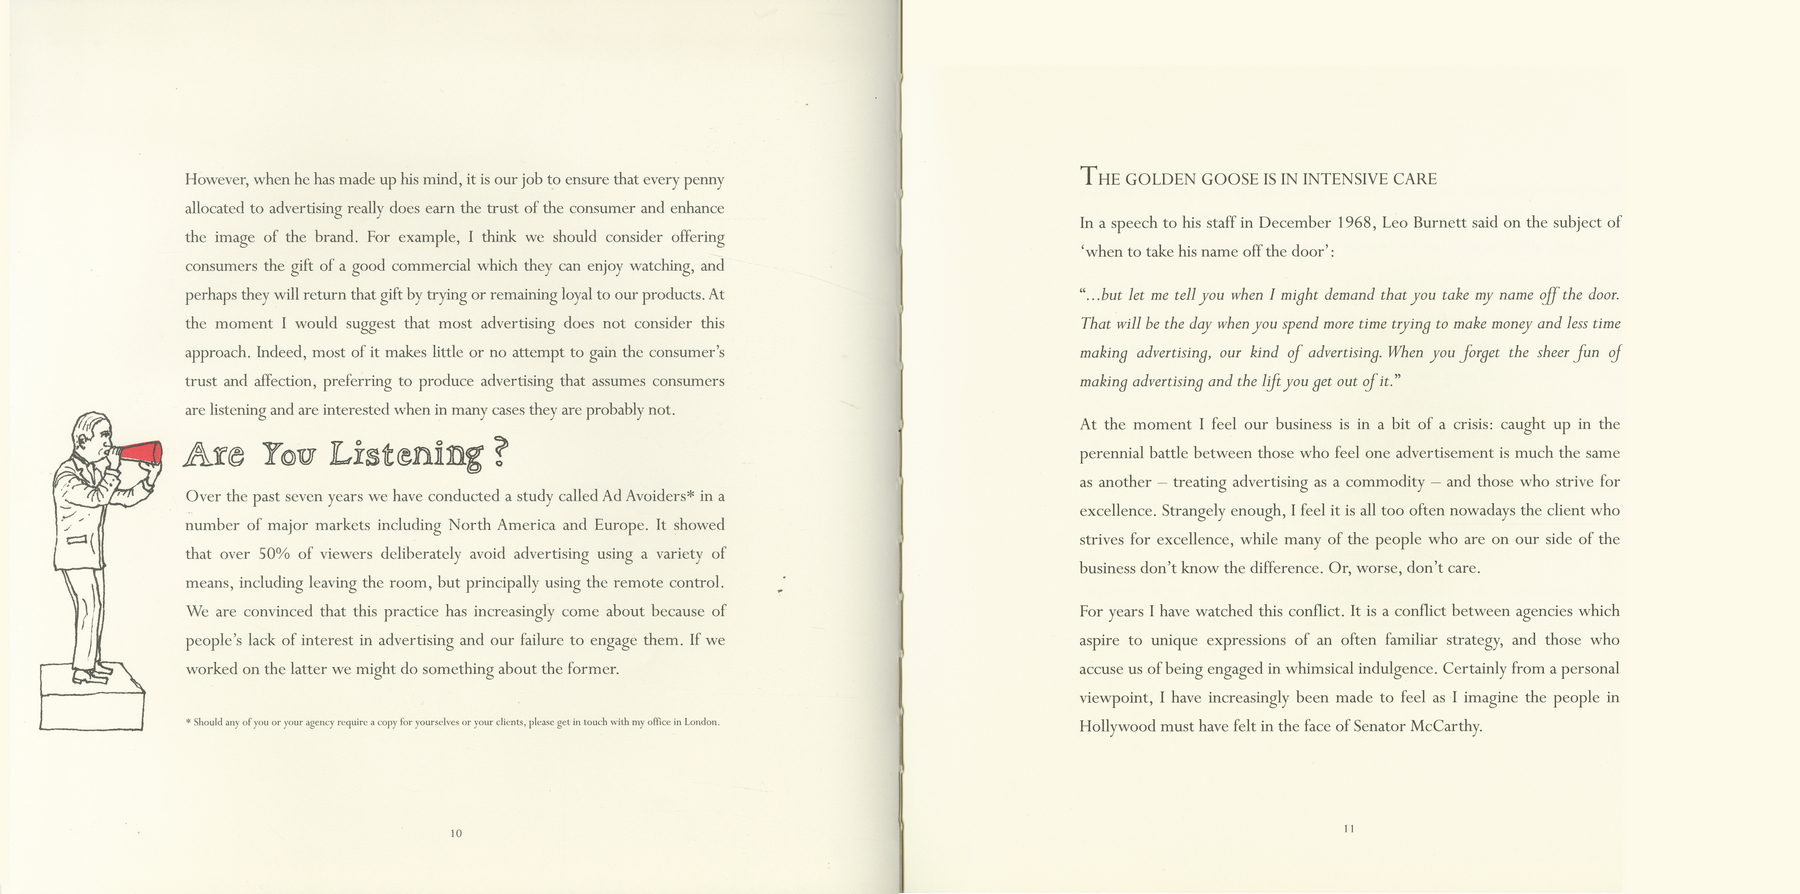 However, when he has made up his mind, it is our job to ensure that every penny
allocated to advertising really does earn the trust of the consumer and enhance
the image of the brand. For example, I think we should consider offering
consumers the gift of a good commercial which they can enjoy watching, and
perhaps they will return that gift by trying or remaining loyal to our products. At
the moment I would suggest that most advertising does not consider this
approach. Indeed, most of it makes little or no attempt to gain the consumer's
trust and affection, preferring to produce advertising that assumes consumers
are listening and are interested when in many cases they are probably not.
Are You Listening?
Over the past seven years we have conducted a study called Ad Avoiders* in a
number of major markets including North America and Europe. It showed
that over 50% of viewers deliberately avoid advertising using a variety of
means, including leaving the room, but principally using the remote control.
We are convinced that this practice has increasingly come about because of
people's lack of interest in advertising and our failure to engage them. If we
worked on the latter we might do something about the former.
* Should any of you or your agency require a copy for yourselves or your clients, please get in touch with my office in London.
10
THE GOLDEN GOOSE IS IN INTENSIVE CARE
In a speech to his staff in December 1968, Leo Burnett said on the subject of
'when to take his name off the door':
"...but let me tell you when I might demand that you take my name off the door.
That will be the day when you spend more time trying to make money and less time
making advertising, our kind of advertising. When you forget the sheer fun of
making advertising and the lift you get out of it."
At the moment I feel our business is in a bit of a crisis: caught up in the
perennial battle between those who feel one advertisement is much the same
as another – treating advertising as a commodity – and those who strive for
excellence. Strangely enough, I feel it is all too often nowadays the client who
strives for excellence, while many of the people who are on our side of the
business don't know the difference. Or, worse, don't care.
For years I have watched this conflict. It is a conflict between agencies which
aspire to unique expressions of an often familiar strategy, and those who
accuse us of being engaged in whimsical indulgence. Certainly from a personal
viewpoint, I have increasingly been made to feel as I imagine the people in
Hollywood must have felt in the face of Senator McCarthy.
11